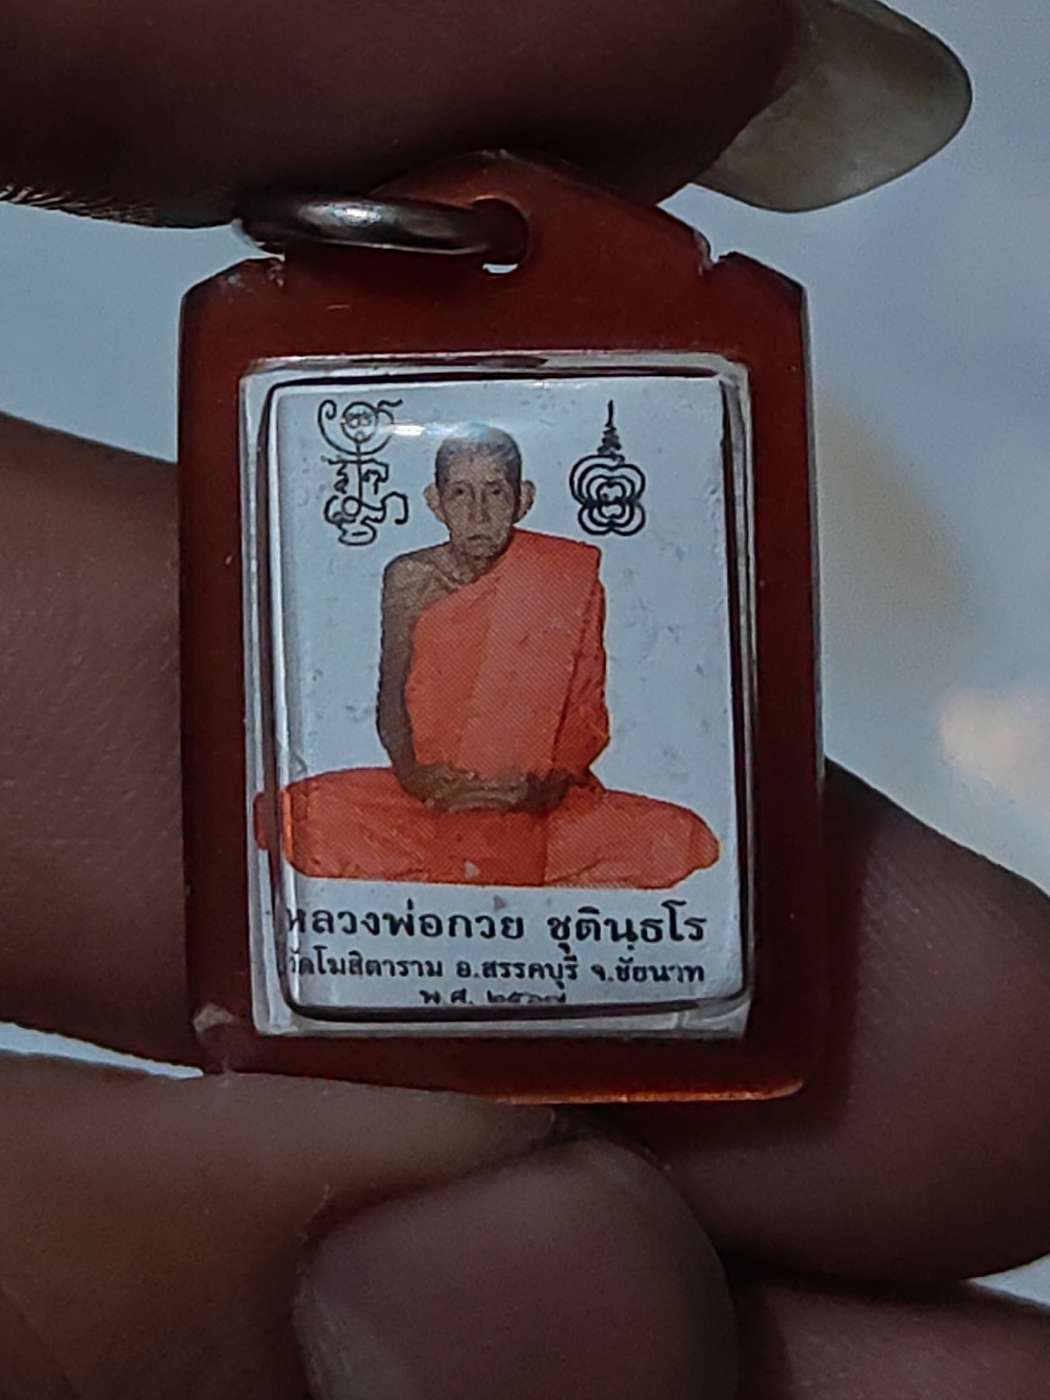 หลวงพ่อกวย ชุตินฺธโร
วัดโฆสิตาราม อ.สรรคบุรี จ.ชัยนาท
พ.ศ.